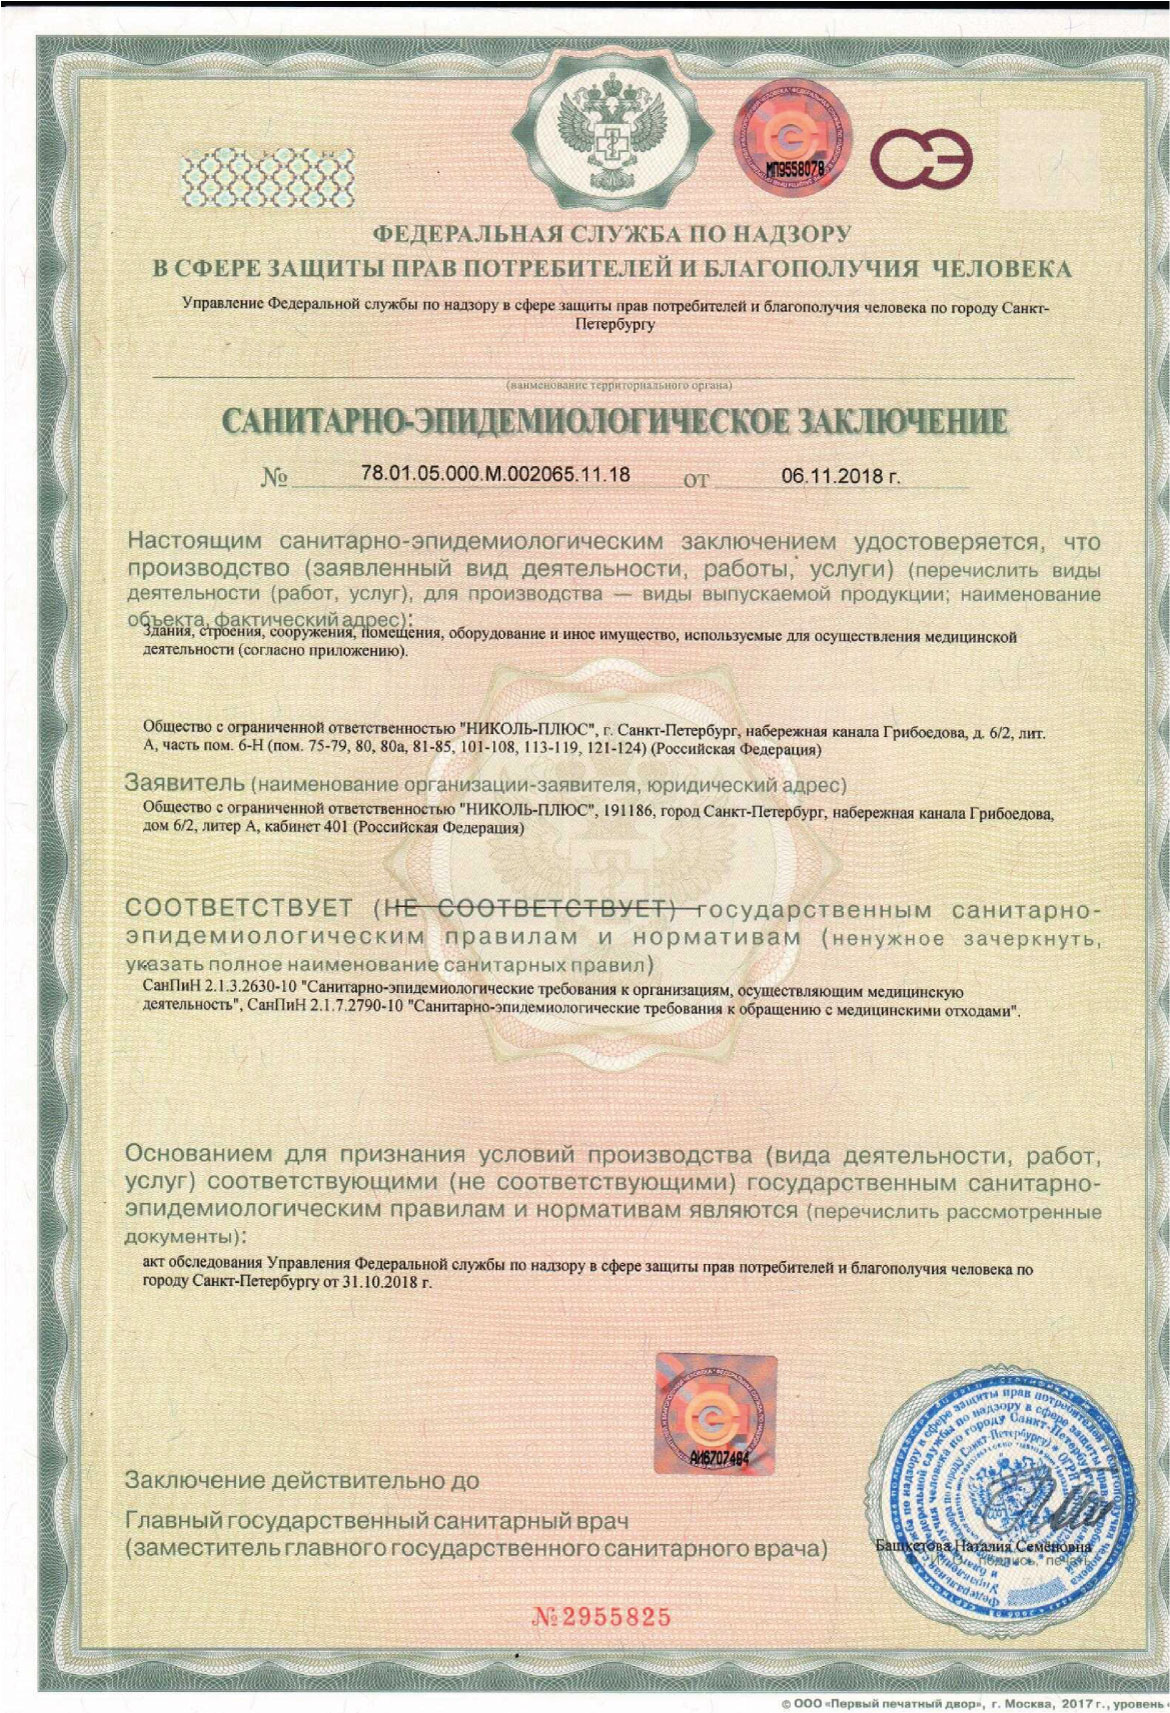 МП9558078
СЭ
ФЕДЕРАЛЬНАЯ СЛУЖБА ПО НАДЗОРУ
В СФЕРЕ ЗАЩИТЫ ПРАВ ПОТРЕБИТЕЛЕЙ И БЛАГОПОЛУЧИЯ ЧЕЛОВЕКА
Управление Федеральной службы по надзору в сфере защиты прав потребителей и благополучия человека по городу Санкт-
Петербургу
(наименование территориального органа)
САНИТАРНО-ЭПИДЕМИОЛОГИЧЕСКОЕ ЗАКЛЮЧЕНИЕ
№ 78.01.05.000.М.002065.11.18 от 06.11.2018 г.
Настоящим санитарно-эпидемиологическим заключением удостоверяется, что
производство (заявленный вид деятельности, работы, услуги) (перечислить виды
деятельности (работ, услуг), для производства — виды выпускаемой продукции; наименование
объекта, фактический адрес):
Здания, строения, сооружения, помещения, оборудование и иное имущество, используемые для осуществления медицинской
деятельности (согласно приложению).
Общество с ограниченной ответственностью "НИКОЛЬ-ПЛЮС", г. Санкт-Петербург, набережная канала Грибоедова, д. 6/2, лит.
А, часть пом. 6-Н (пом. 75-79, 80, 80а, 81-85, 101-108, 113-119, 121-124) (Российская Федерация)
Заявитель (наименование организации-заявителя, юридический адрес)
Общество с ограниченной ответственностью "НИКОЛЬ-ПЛЮС", 191186, город Санкт-Петербург, набережная канала Грибоедова,
дом 6/2, литер А, кабинет 401 (Российская Федерация)
СООТВЕТСТВУЕТ (НЕ СООТВЕТСТВУЕТ) государственным санитарно-
эпидемиологическим правилам и нормативам (ненужное зачеркнуть,
указать полное наименование санитарных правил)
СанПиН 2.1.3.2630-10 "Санитарно-эпидемиологические требования к организациям, осуществляющим медицинскую
деятельность", СанПиН 2.1.7.2790-10 "Санитарно-эпидемиологические требования к обращению с медицинскими отходами".
Основанием для признания условий производства (вида деятельности, работ,
услуг) соответствующими (не соответствующими) государственным санитарно-
эпидемиологическим правилам и нормативам являются (перечислить рассмотренные
документы):
акт обследования Управления Федеральной службы по надзору в сфере защиты прав потребителей и благополучия человека по
городу Санкт-Петербургу от 31.10.2018 г.
АИ6707464
Заключение действительно до
Главный государственный санитарный врач
(заместитель главного государственного санитарного врача)
Башкетова Наталия Семеновна
подпись, печать
№2955825
© ООО «Первый печатный двор», г. Москва, 2017 г., уровень